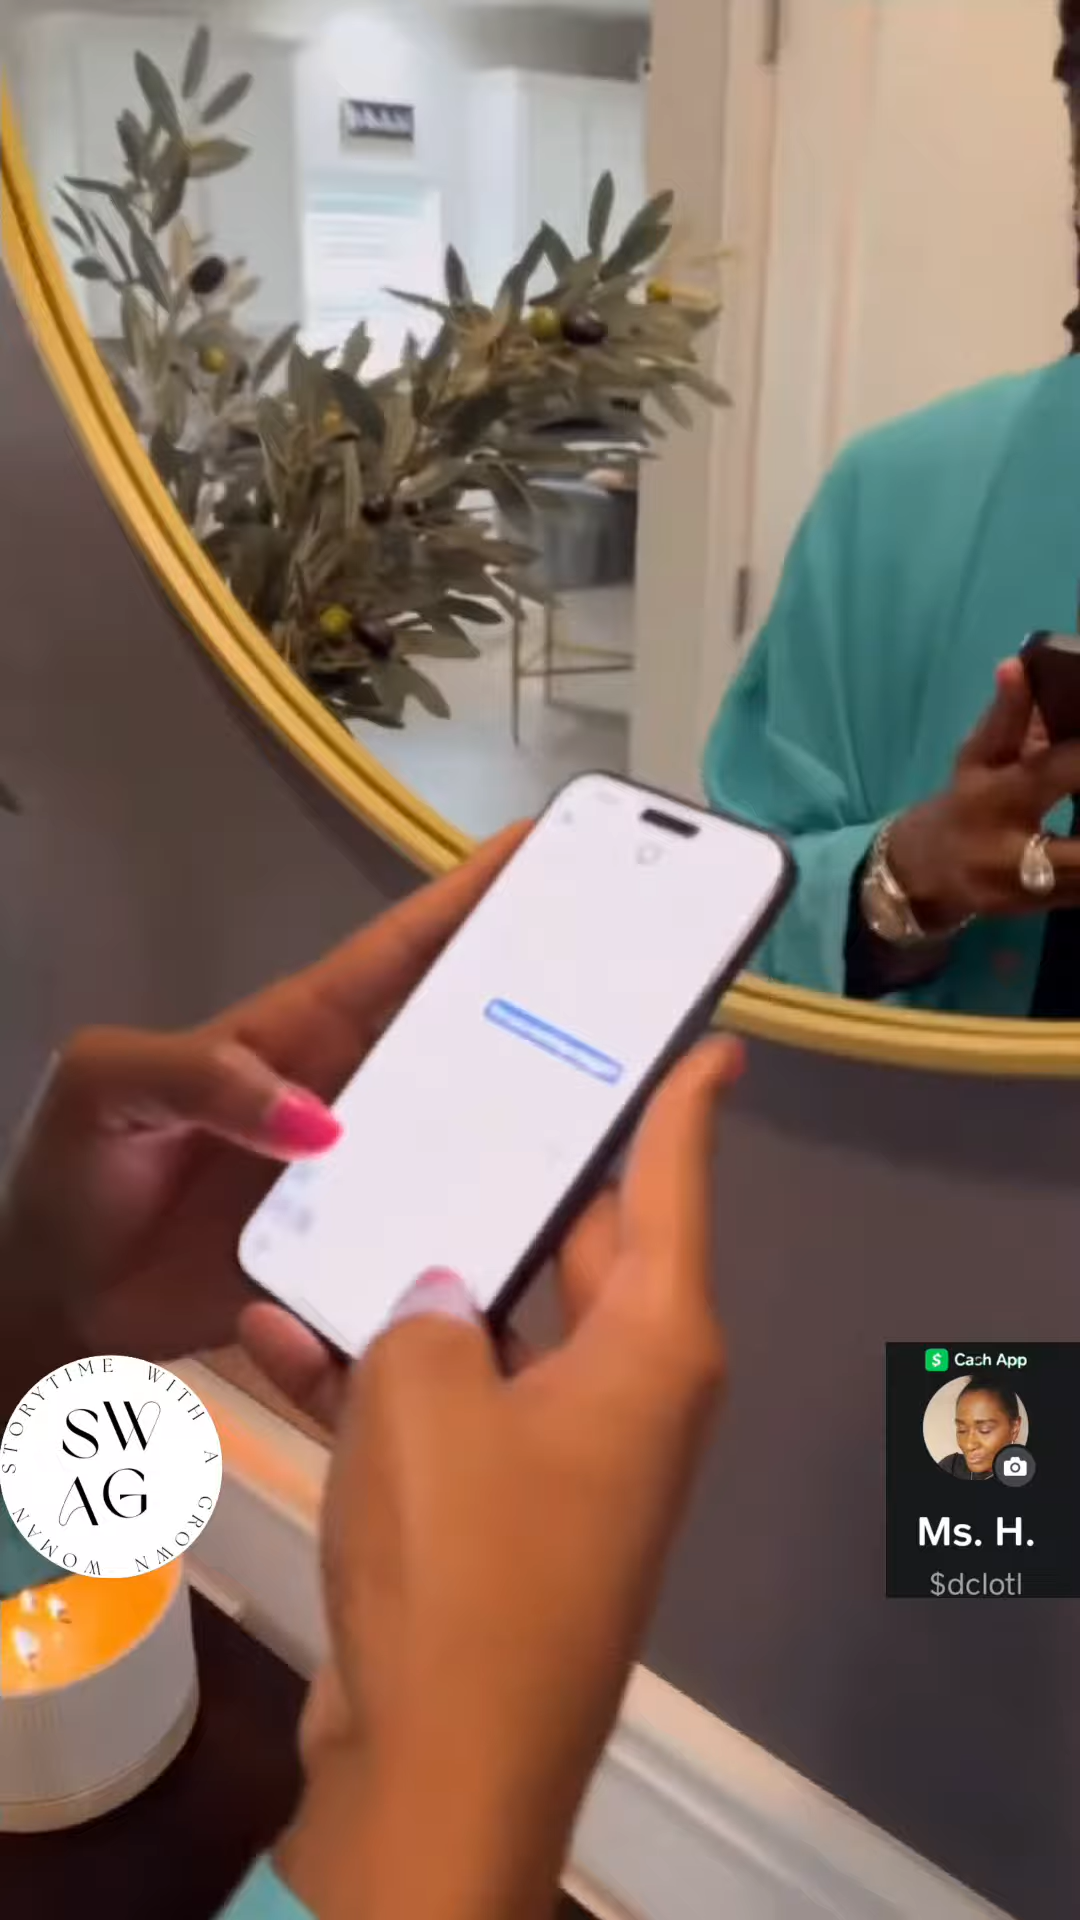 STORYTIME WITH A GROWN WOMAN
SW
AG
$ Cash App
Ms. H.
$dclotl